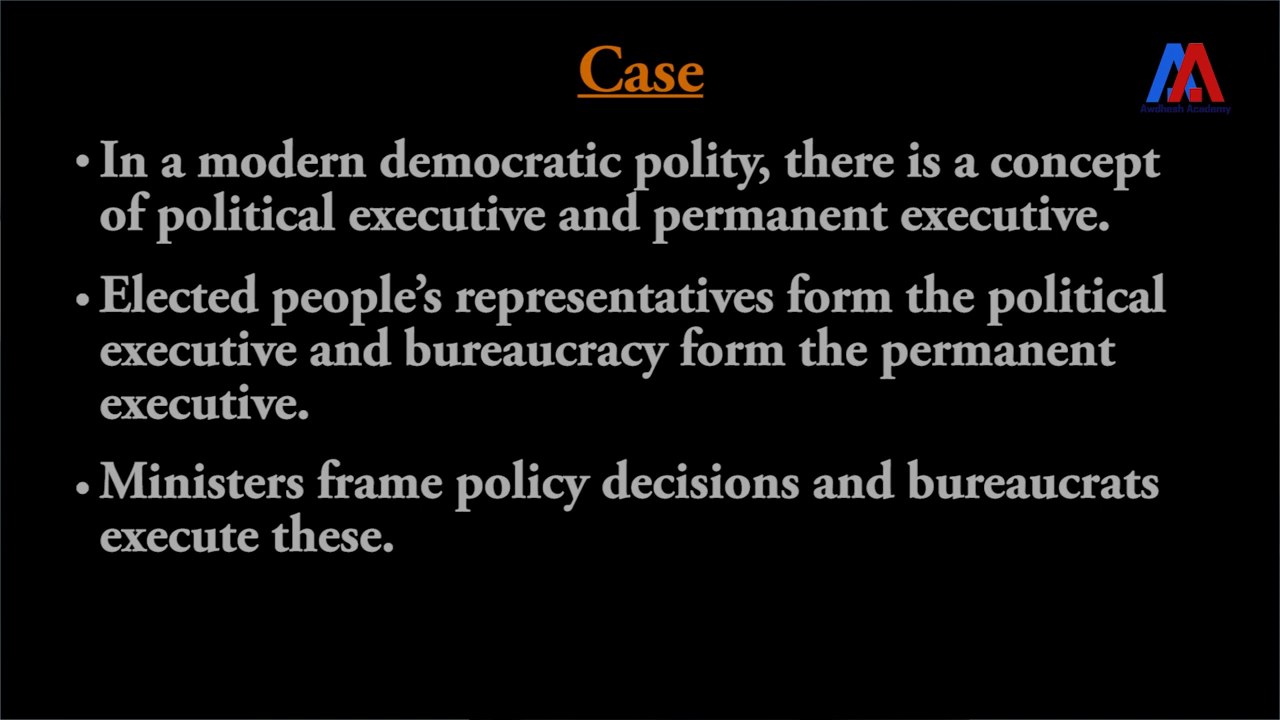 Case
Awdhesh Academy
• In a modern democratic polity, there is a concept
of political executive and permanent executive.
• Elected people’s representatives form the political
executive and bureaucracy form the permanent
executive.
• Ministers frame policy decisions and bureaucrats
execute these.